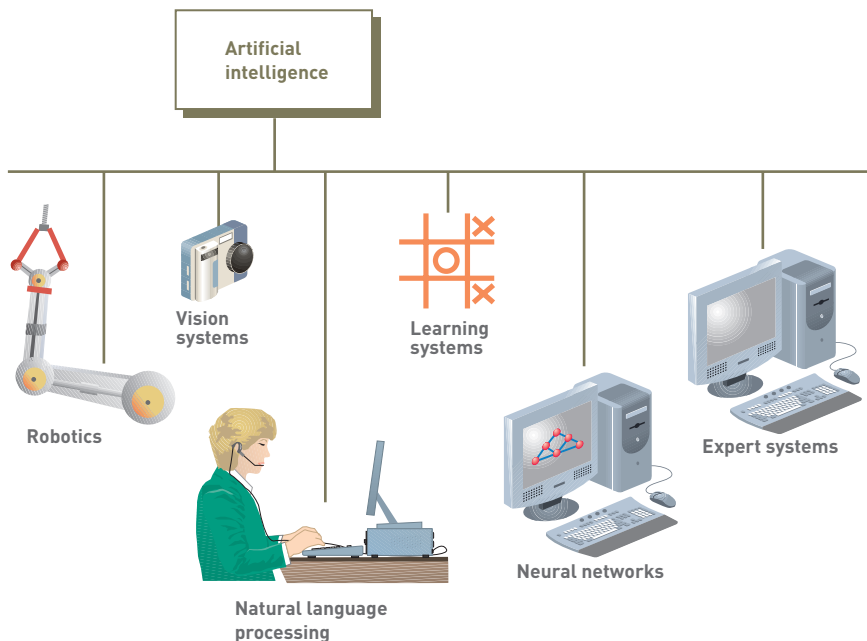 Artificial
intelligence
Vision
systems
Learning
systems
Robotics
Expert systems
Neural networks
Natural language
processing